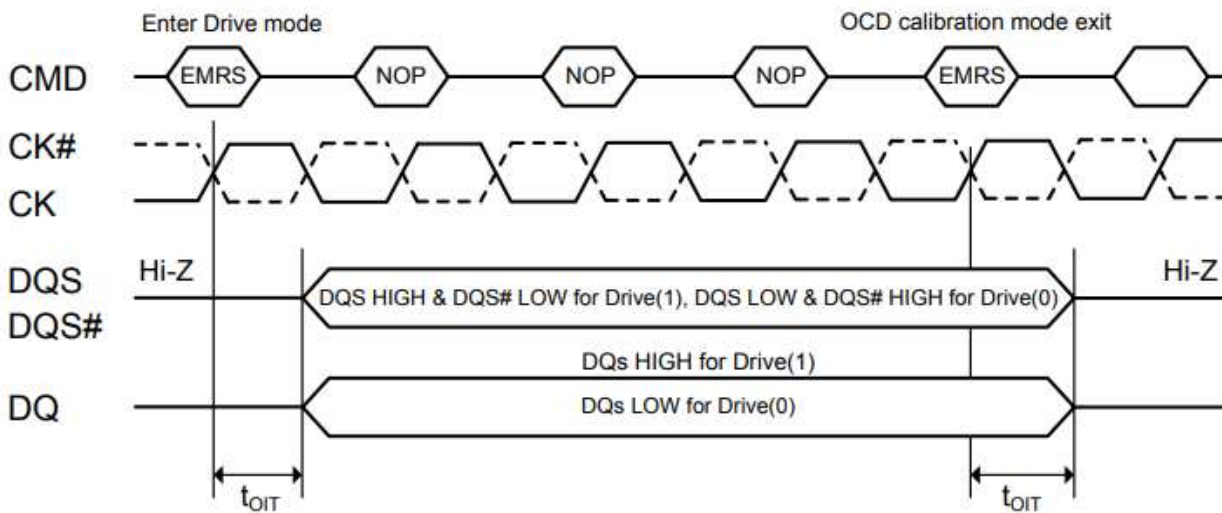 Enter Drive mode OCD calibration mode exit
CMD EMRS NOP NOP NOP EMRS
CK#
CK
Hi-Z Hi-Z
DQS
DQS HIGH & DQS# LOW for Drive(1), DQS LOW & DQS# HIGH for Drive(0)
DQS#
DQs HIGH for Drive(1)
DQ DQs LOW for Drive(0)
tOIT tOIT